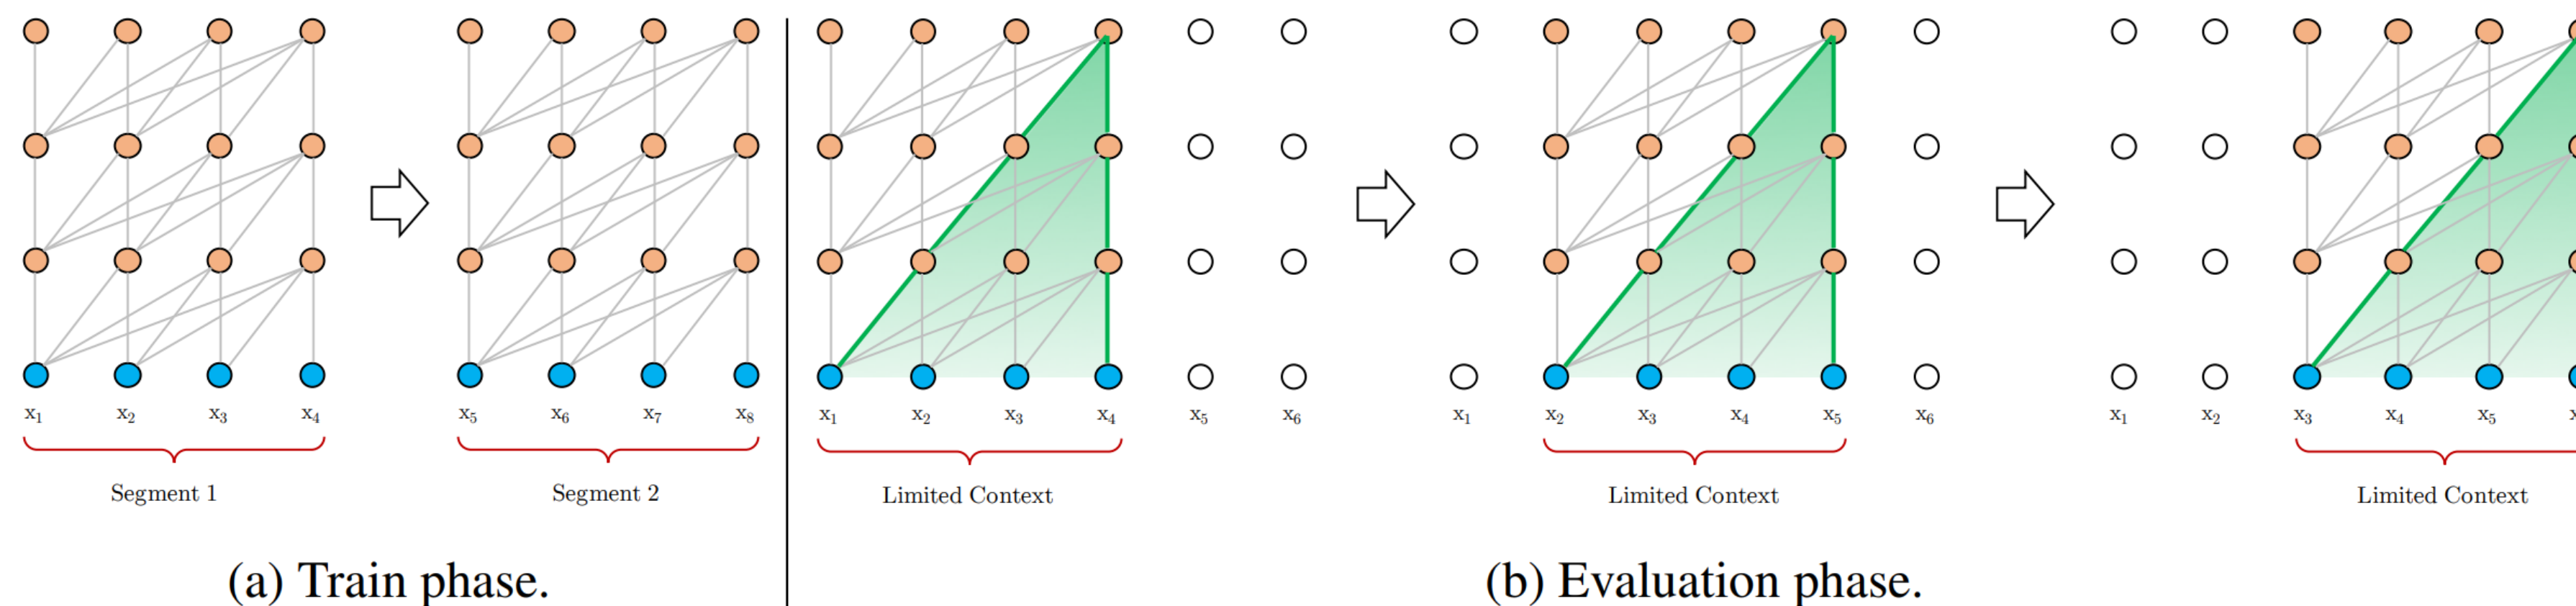 x₁ x₂ x₃ x₄ x₅ x₆ x₇ x₈
Segment 1 Segment 2
(a) Train phase.
x₁ x₂ x₃ x₄ x₅ x₆ x₁ x₂ x₃ x₄ x₅ x₆ x₁ x₂ x₃ x₄ x₅
Limited Context Limited Context Limited Context
(b) Evaluation phase.